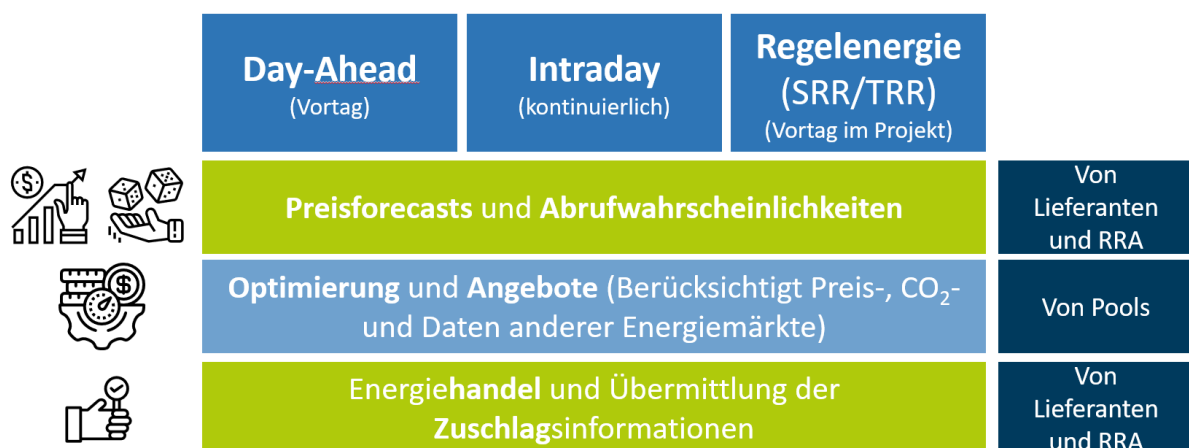 Day-Ahead
(Vortag)
Intraday
(kontinuierlich)
Regelenergie
(SRR/TRR)
(Vortag im Projekt)
$
Preisforecasts und Abrufwahrscheinlichkeiten
Von
Lieferanten
und RRA
$
Optimierung und Angebote (Berücksichtigt Preis-, CO₂-
und Daten anderer Energiemärkte)
Von Pools
Energiehandel und Übermittlung der
Zuschlagsinformationen
Von
Lieferanten
und RRA